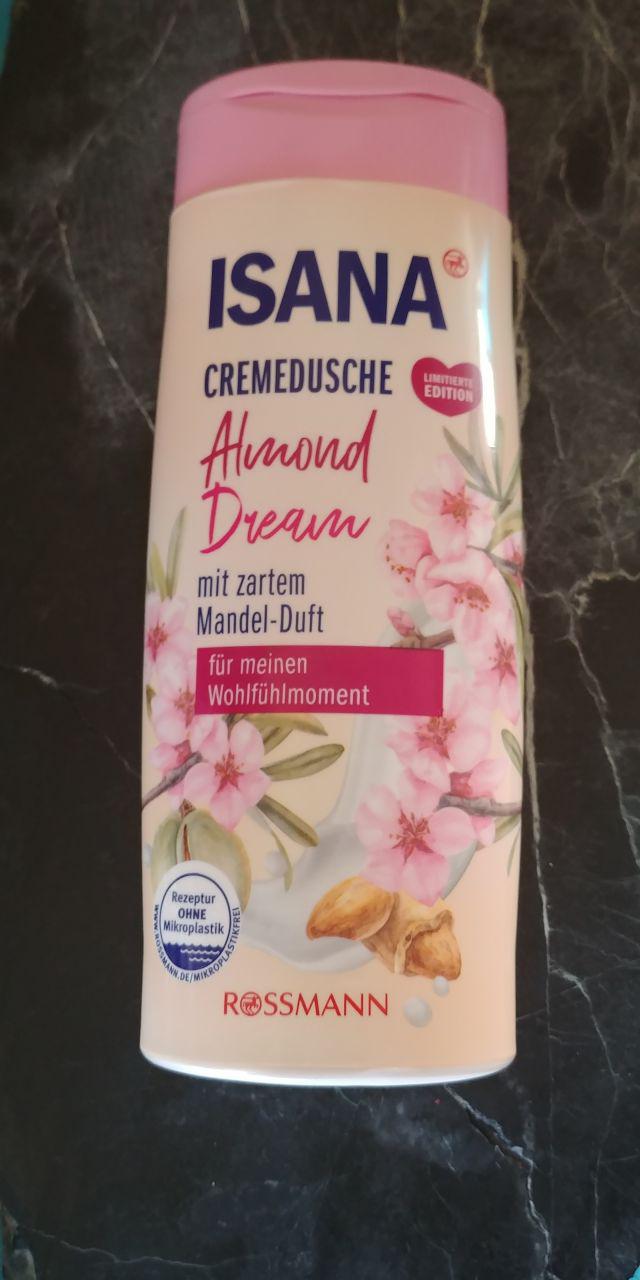 ISANA
CREMEDUSCHE
LIMITIERTE
EDITION
Almond
Dream
mit zartem
Mandel-Duft
für meinen
Wohlfühlmoment
Rezeptur
OHNE
Mikroplastik
WWW.ROSSMANN.DE/MIKROPLASTIKFREI
ROSSMANN